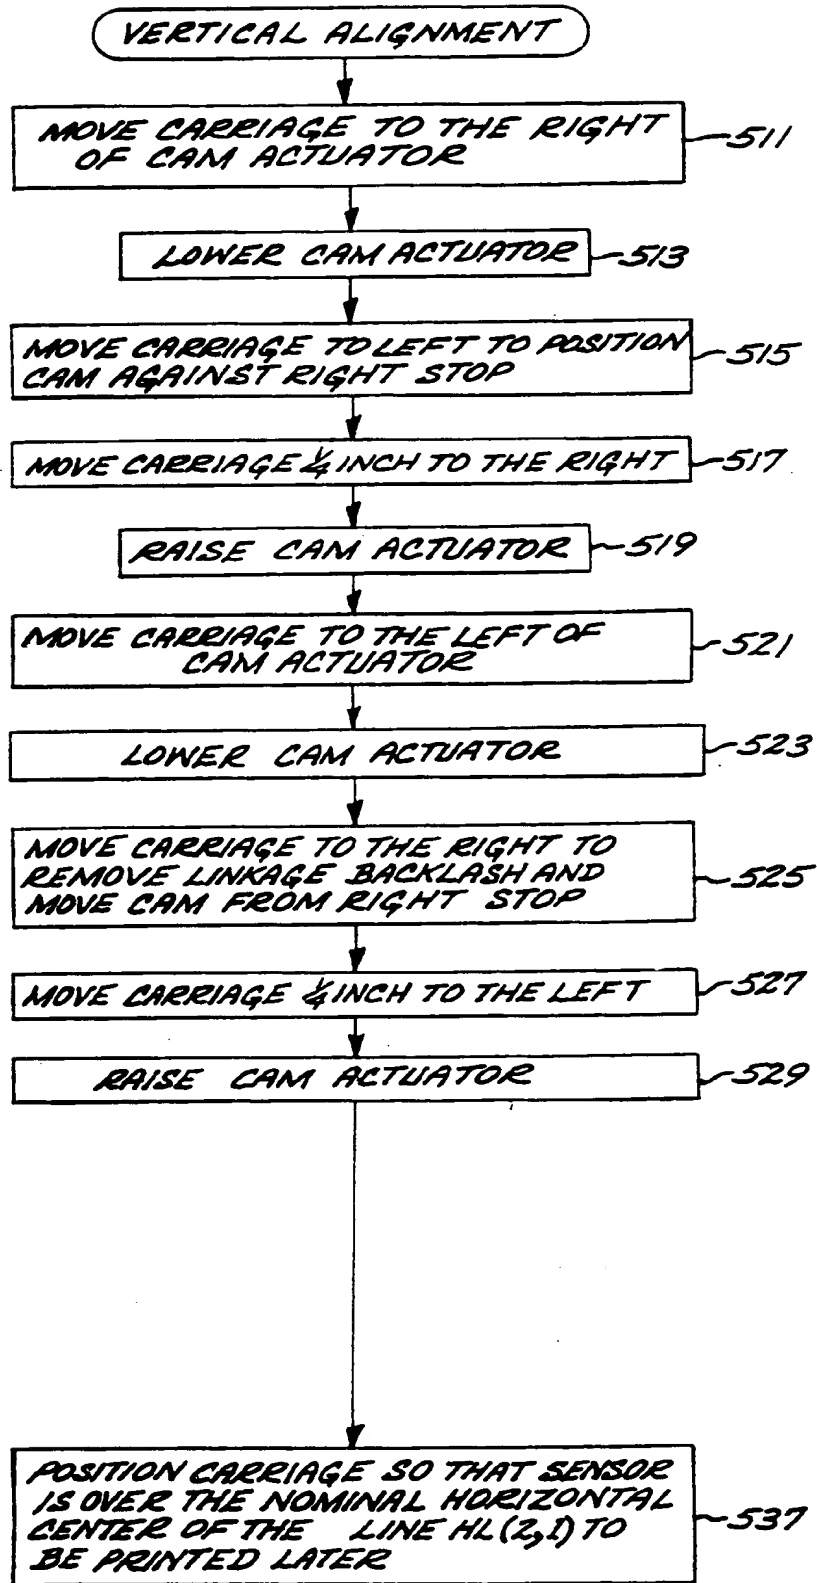 VERTICAL ALIGNMENT
MOVE CARRIAGE TO THE RIGHT
OF CAM ACTUATOR
511
LOWER CAM ACTUATOR
513
MOVE CARRIAGE TO LEFT TO POSITION
CAM AGAINST RIGHT STOP
515
MOVE CARRIAGE 1/4 INCH TO THE RIGHT
517
RAISE CAM ACTUATOR
519
MOVE CARRIAGE TO THE LEFT OF
CAM ACTUATOR
521
LOWER CAM ACTUATOR
523
MOVE CARRIAGE TO THE RIGHT TO
REMOVE LINKAGE BACKLASH AND
MOVE CAM FROM RIGHT STOP
525
MOVE CARRIAGE 1/4 INCH TO THE LEFT
527
RAISE CAM ACTUATOR
529
POSITION CARRIAGE SO THAT SENSOR
IS OVER THE NOMINAL HORIZONTAL
CENTER OF THE LINE HL(2,1) TO
BE PRINTED LATER
537